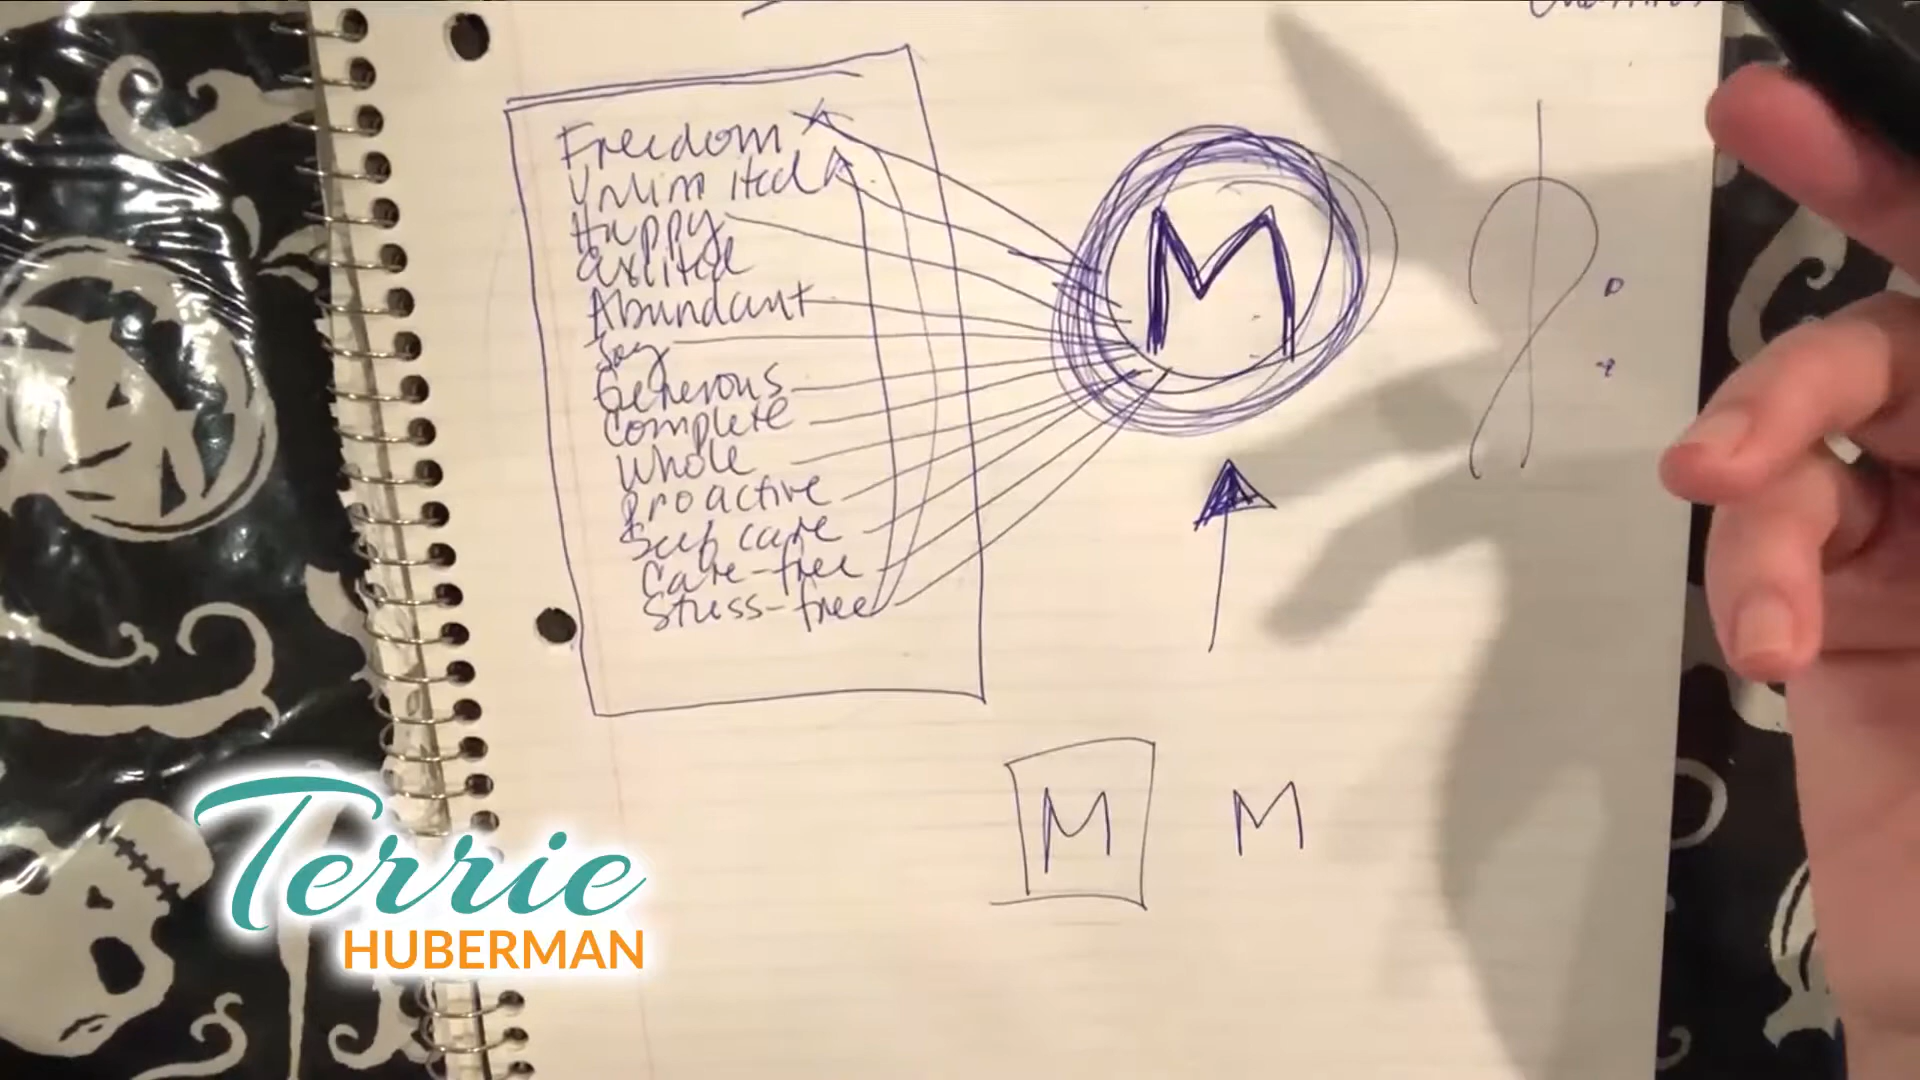 Freedom
Unlimited
Happy
Excited
Abundant
Joy
Generous
Complete
Whole
Proactive
Self care
Care-free
Stress-free
M
M
M
Terrie
HUBERMAN